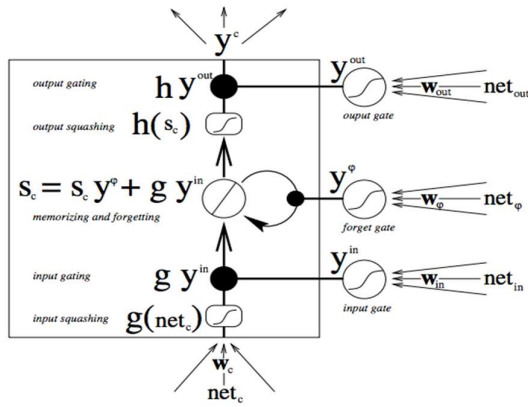 y^c
y^out
output gating
h y^out
w_out
net_out
ouput gate
output squashing
h(s_c)
y^φ
s_c = s_c y^φ + g y^in
memorizing and forgetting
w_φ
net_φ
forget gate
y^in
input gating
g y^in
w_in
net_in
input gate
input squashing
g(net_c)
w_c
net_c